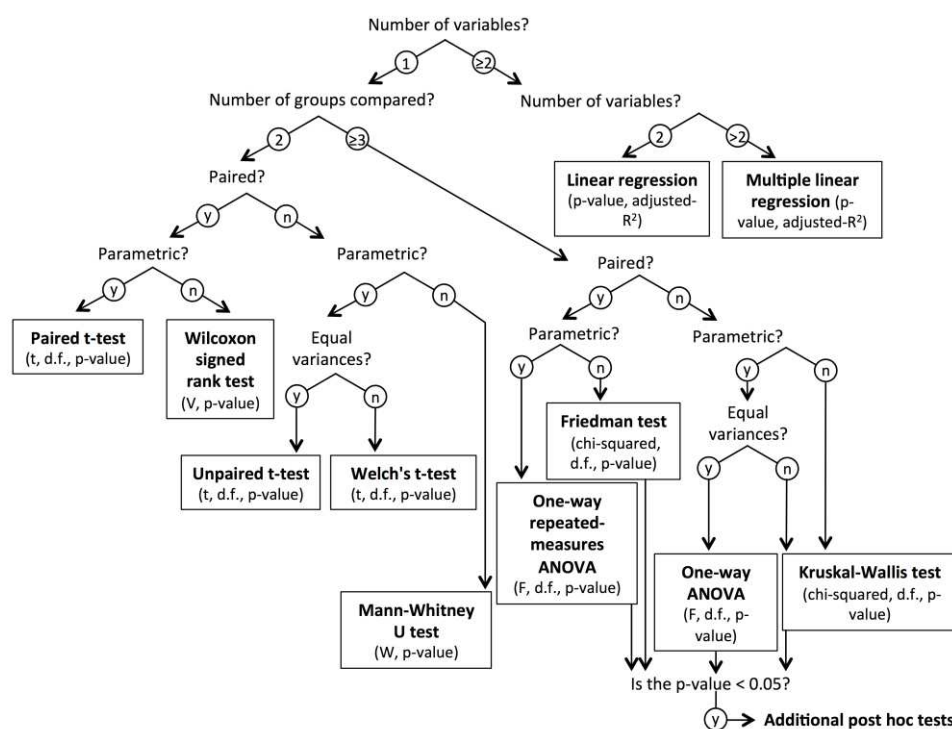 Number of variables?
1
≥2
Number of groups compared?
Number of variables?
2
≥3
2
>2
Paired?
Linear regression
(p-value, adjusted-
R²)
Multiple linear
regression (p-
value, adjusted-R²)
y
n
Parametric?
Parametric?
Paired?
y
n
y
n
y
n
Paired t-test
(t, d.f., p-value)
Wilcoxon
signed
rank test
(V, p-value)
Equal
variances?
Parametric?
Parametric?
y
n
y
n
y
n
Friedman test
(chi-squared,
d.f., p-value)
Equal
variances?
Unpaired t-test
(t, d.f., p-value)
Welch's t-test
(t, d.f., p-value)
y
n
One-way
repeated-
measures
ANOVA
(F, d.f., p-value)
One-way
ANOVA
(F, d.f., p-
value)
Kruskal-Wallis test
(chi-squared, d.f., p-
value)
Mann-Whitney
U test
(W, p-value)
Is the p-value < 0.05?
y
Additional post hoc tests